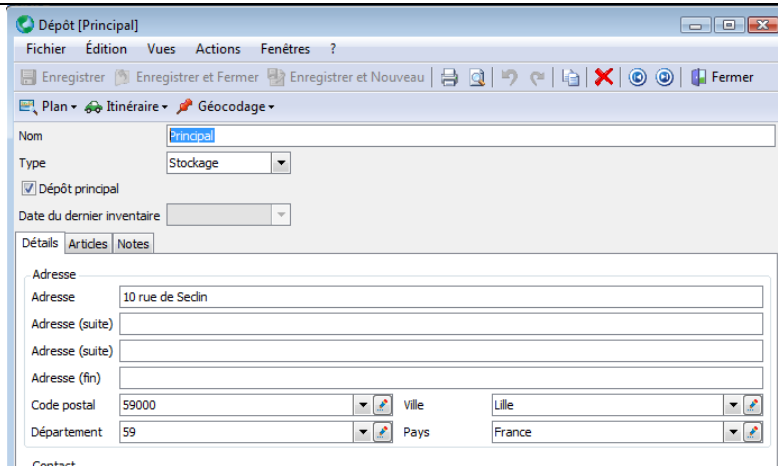 Dépôt [Principal]
Fichier Édition Vues Actions Fenêtres ?
Enregistrer Enregistrer et Fermer Enregistrer et Nouveau Fermer
Plan Itinéraire Géocodage
Nom Principal
Type Stockage
Dépôt principal
Date du dernier inventaire
Détails Articles Notes
Adresse
Adresse 10 rue de Seclin
Adresse (suite)
Adresse (suite)
Adresse (fin)
Code postal 59000 Ville Lille
Département 59 Pays France
Contact